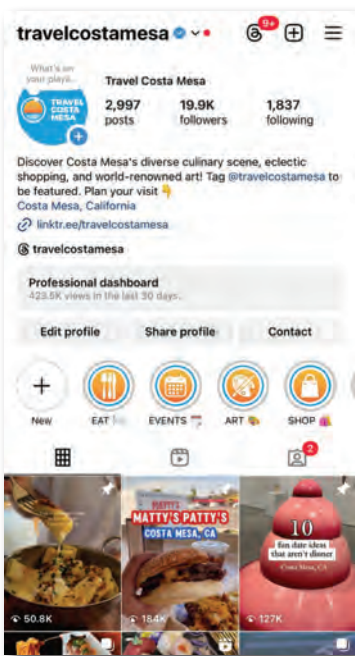 travelcostamesa
9+
What's on
your playl...
TRAVEL
COSTA
MESA
Travel Costa Mesa
2,997 19.9K 1,837
posts followers following
Discover Costa Mesa's diverse culinary scene, eclectic
shopping, and world-renowned art! Tag @travelcostamesa to
be featured. Plan your visit 👇
Costa Mesa, California
linktr.ee/travelcostamesa
travelcostamesa
Professional dashboard
423.5K views in the last 30 days.
Edit profile Share profile Contact
New EAT 🍽 EVENTS 🗓 ART 🎨 SHOP 🛍
2
MATTY'S
MATTY'S PATTY'S
COSTA MESA, CA
10
fun date ideas
that aren't dinner
Costa Mesa, CA
50.8K 184K 127K